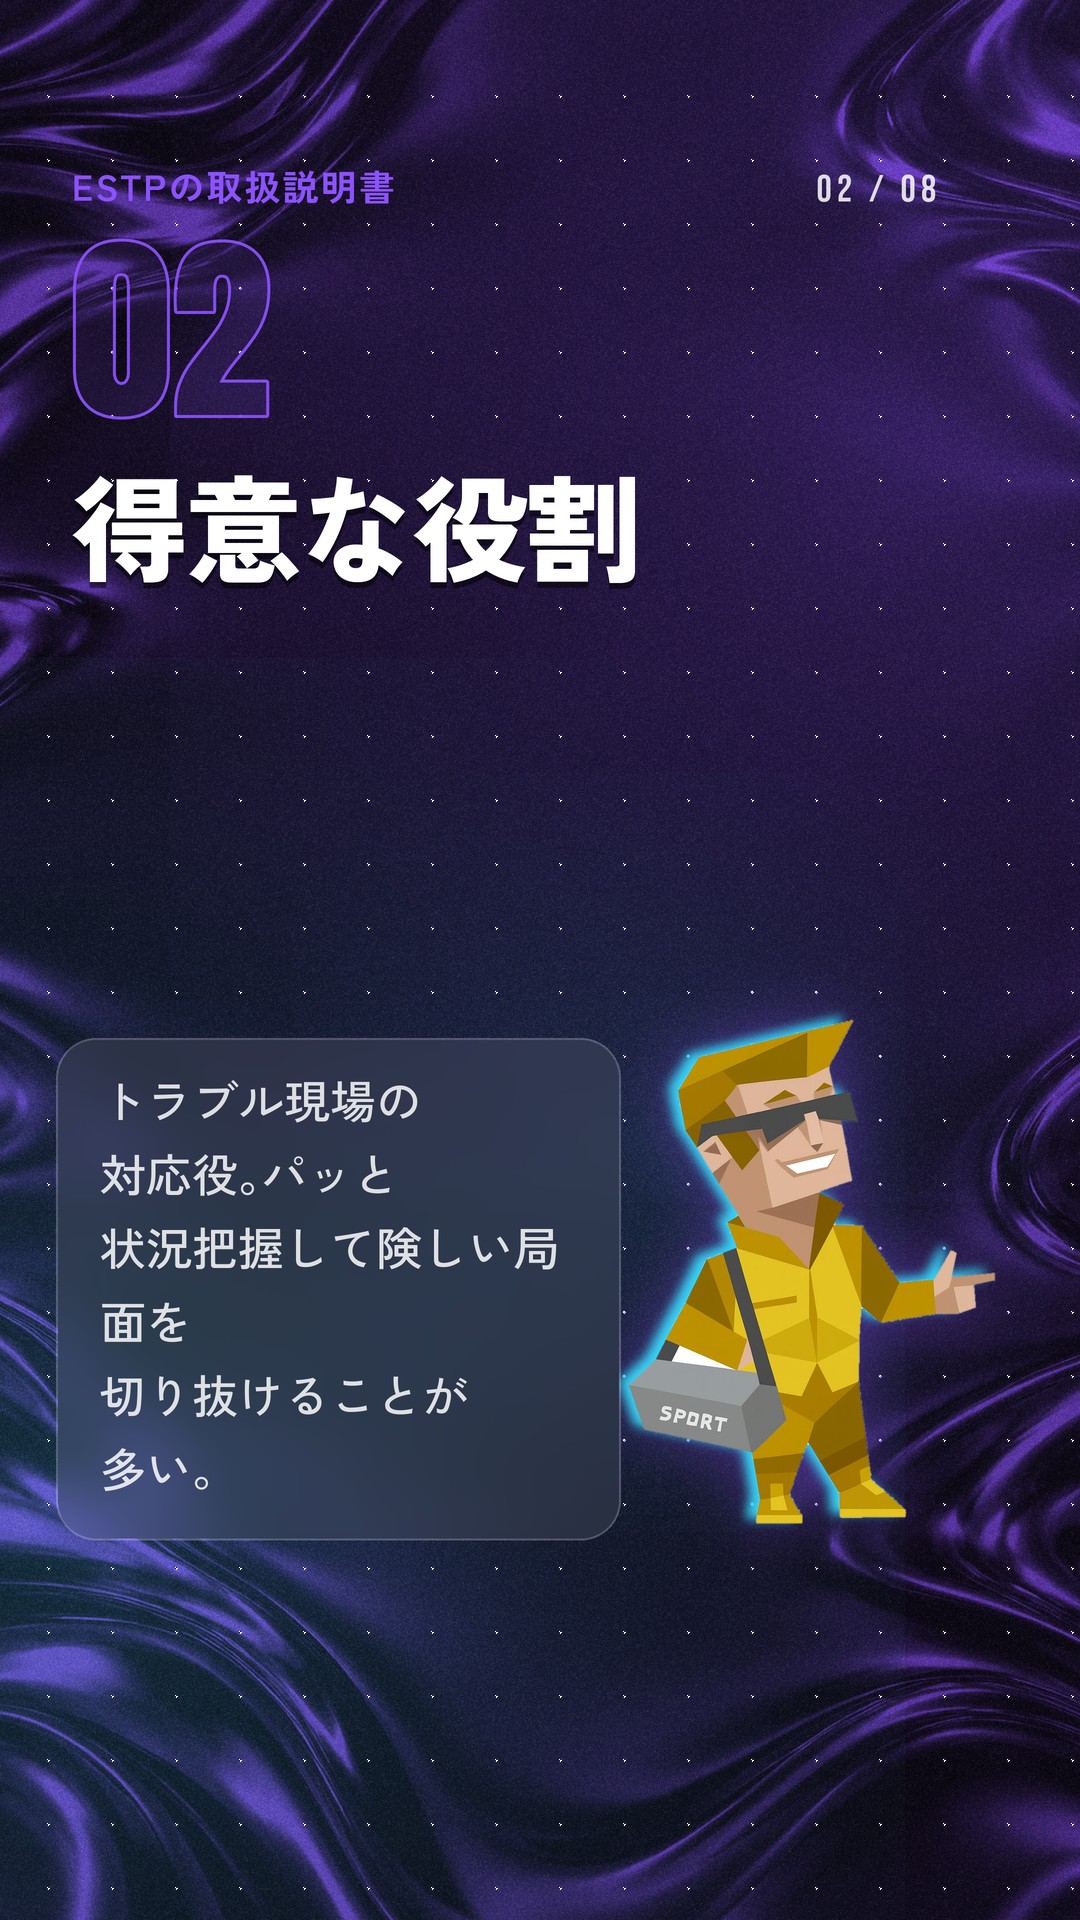 ESTPの取扱説明書
02 / 08
02
得意な役割
トラブル現場の
対応役。パッと
状況把握して険しい局
面を
切り抜けることが
多い。
SPORT